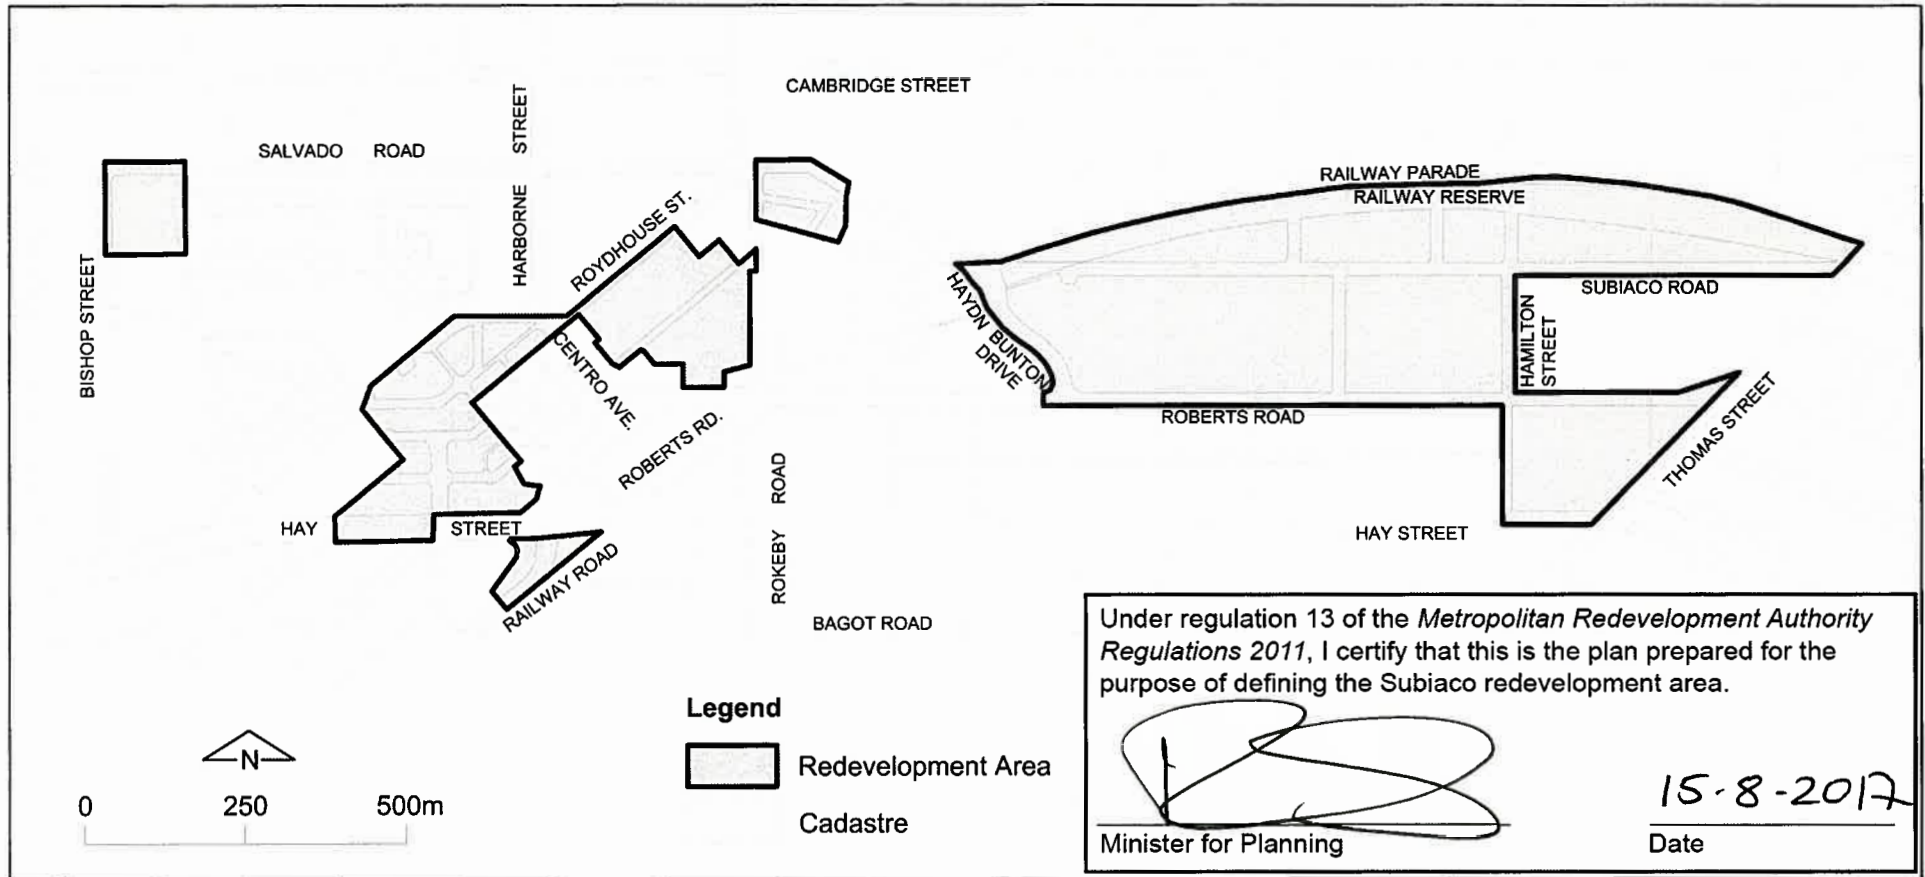 CAMBRIDGE STREET
SALVADO ROAD
HARBORNE STREET
BISHOP STREET
ROYDHOUSE ST.
CENTRO AVE.
ROBERTS RD.
HAY STREET
RAILWAY ROAD
ROKEBY ROAD
BAGOT ROAD
RAILWAY PARADE
RAILWAY RESERVE
HAYDN BUNTON
DRIVE
SUBIACO ROAD
HAMILTON
STREET
ROBERTS ROAD
THOMAS STREET
HAY STREET
N
0 250 500m
Legend
Redevelopment Area
Cadastre
Under regulation 13 of the Metropolitan Redevelopment Authority
Regulations 2011, I certify that this is the plan prepared for the
purpose of defining the Subiaco redevelopment area.
15-8-2017
Minister for Planning
Date